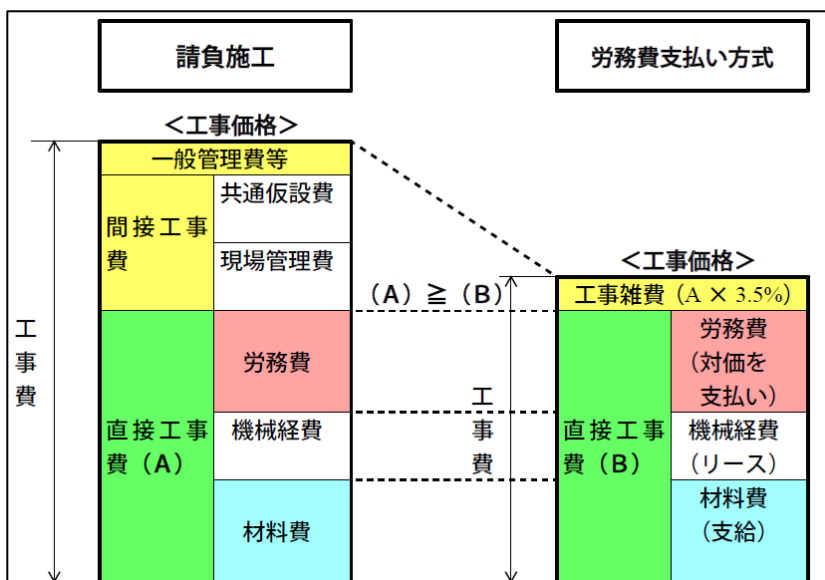 請負施工
労務費支払い方式
＜工事価格＞
一般管理費等
間接工事
費
共通仮設費
現場管理費
工
事
費
直接工事
費（A）
労務費
機械経費
材料費
（A）≧（B）
＜工事価格＞
工事雑費（A × 3.5%）
工
事
費
直接工事
費（B）
労務費
（対価を
支払い）
機械経費
（リース）
材料費
（支給）